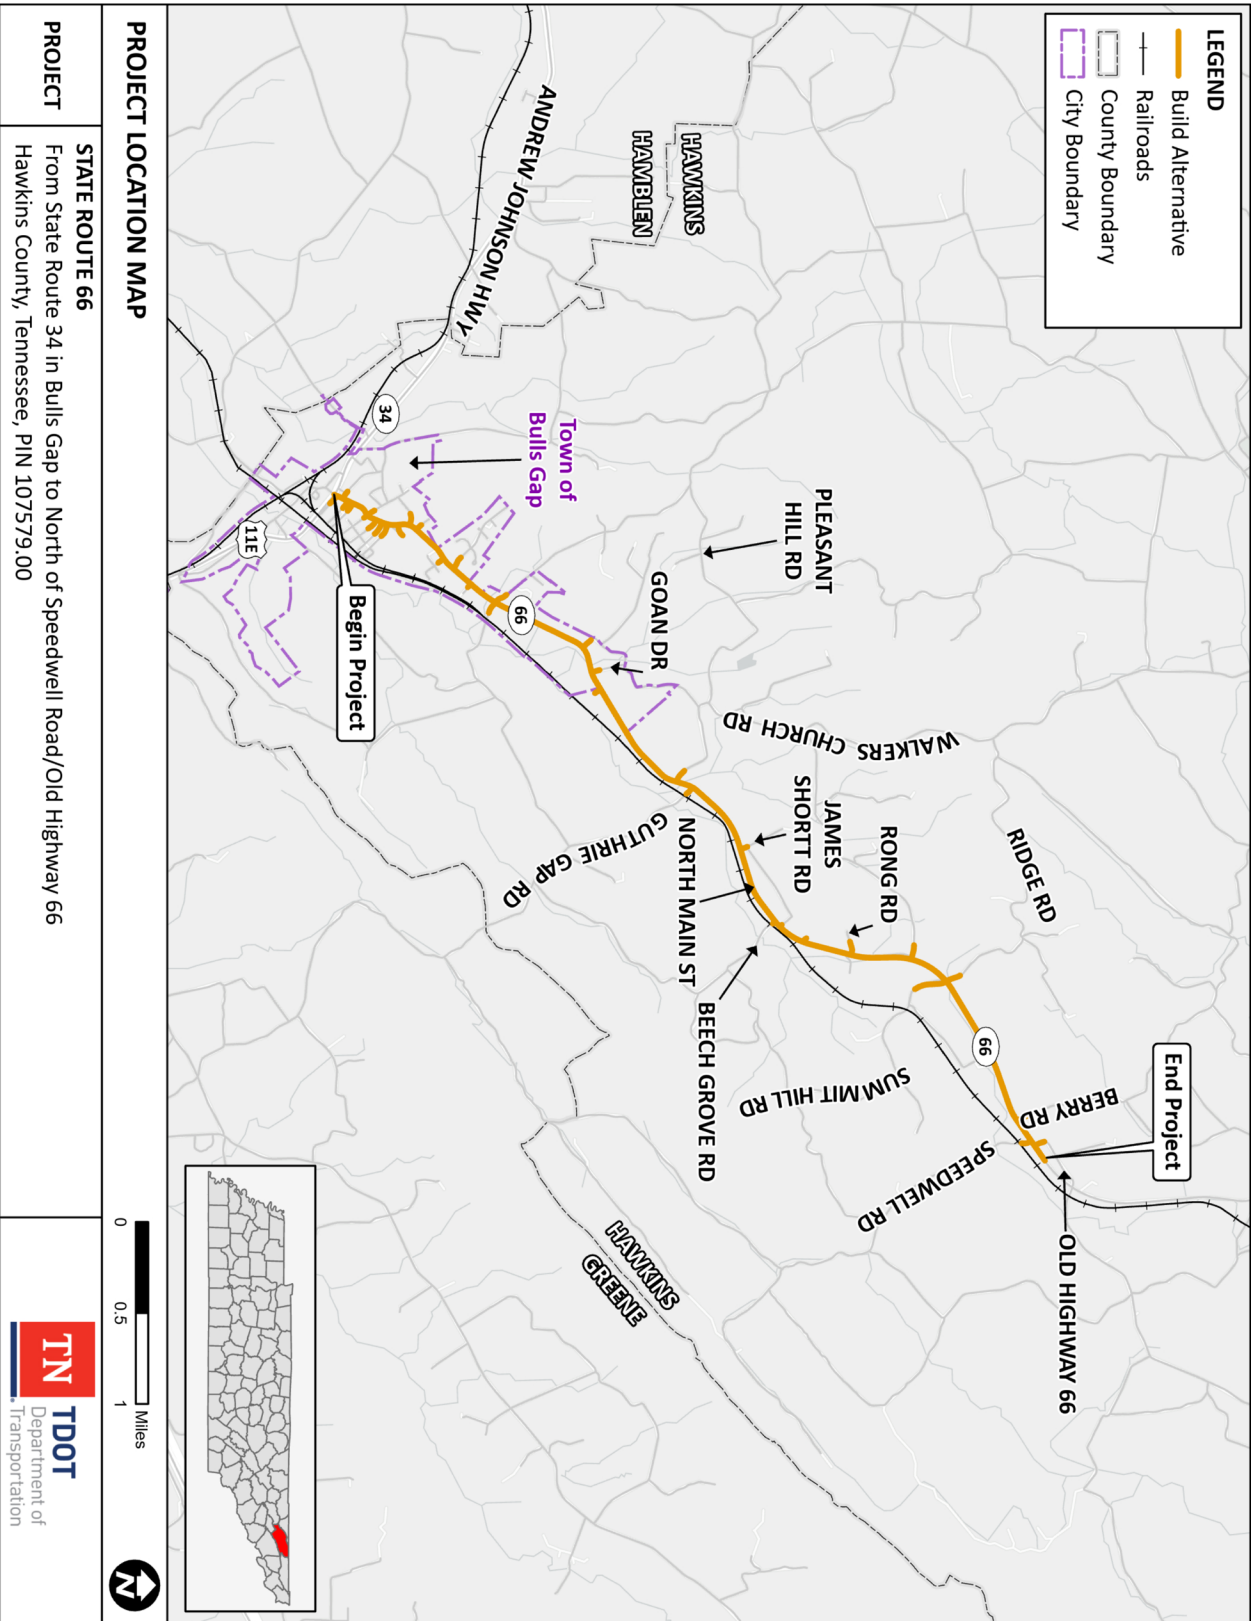 LEGEND
Build Alternative
Railroads
County Boundary
City Boundary
HAWKINS
HAMBLEN
ANDREW JOHNSON HWY
34
Town of
Bulls Gap
11E
Begin Project
66
PLEASANT
HILL RD
GOAN DR
WALKERS CHURCH RD
GUTHRIE GAP RD
JAMES
SHORTT RD
NORTH MAIN ST
RONG RD
RIDGE RD
BEECH GROVE RD
66
SUMMIT HILL RD
BERRY RD
End Project
SPEEDWELL RD
OLD HIGHWAY 66
HAWKINS
GREENE
PROJECT LOCATION MAP
0 0.5 1 Miles
N
PROJECT
STATE ROUTE 66
From State Route 34 in Bulls Gap to North of Speedwell Road/Old Highway 66
Hawkins County, Tennessee, PIN 107579.00
TN
TDOT
Department of
Transportation